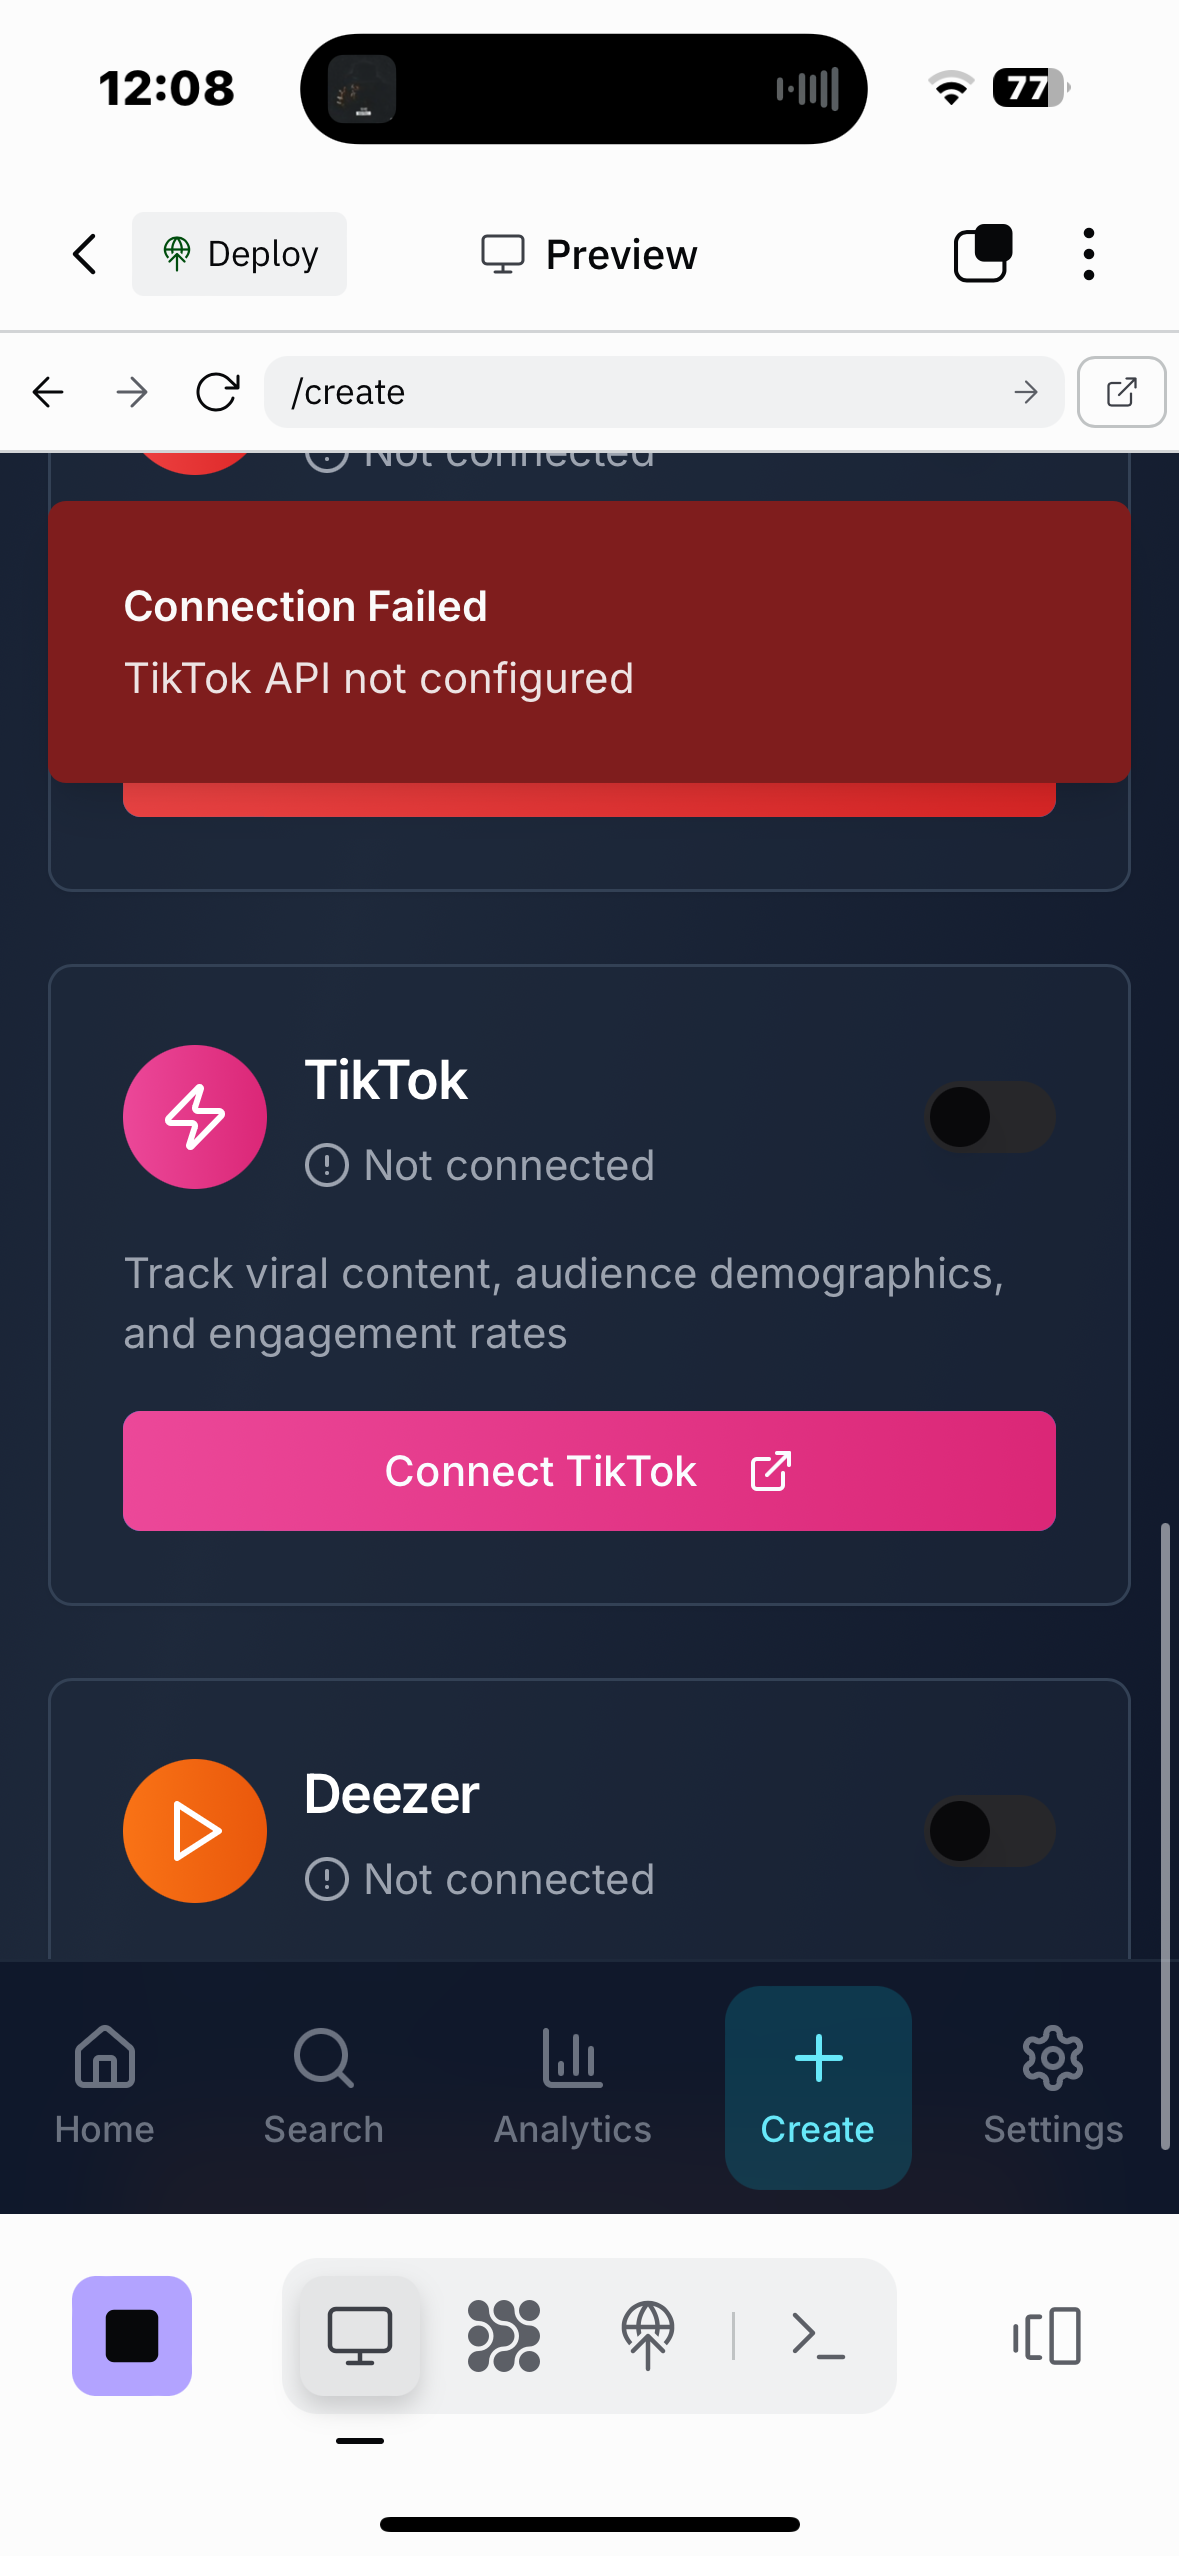 12:08
77
Deploy
Preview
/create
Not connected
Connection Failed
TikTok API not configured
TikTok
Not connected
Track viral content, audience demographics,
and engagement rates
Connect TikTok
Deezer
Not connected
Home
Search
Analytics
Create
Settings